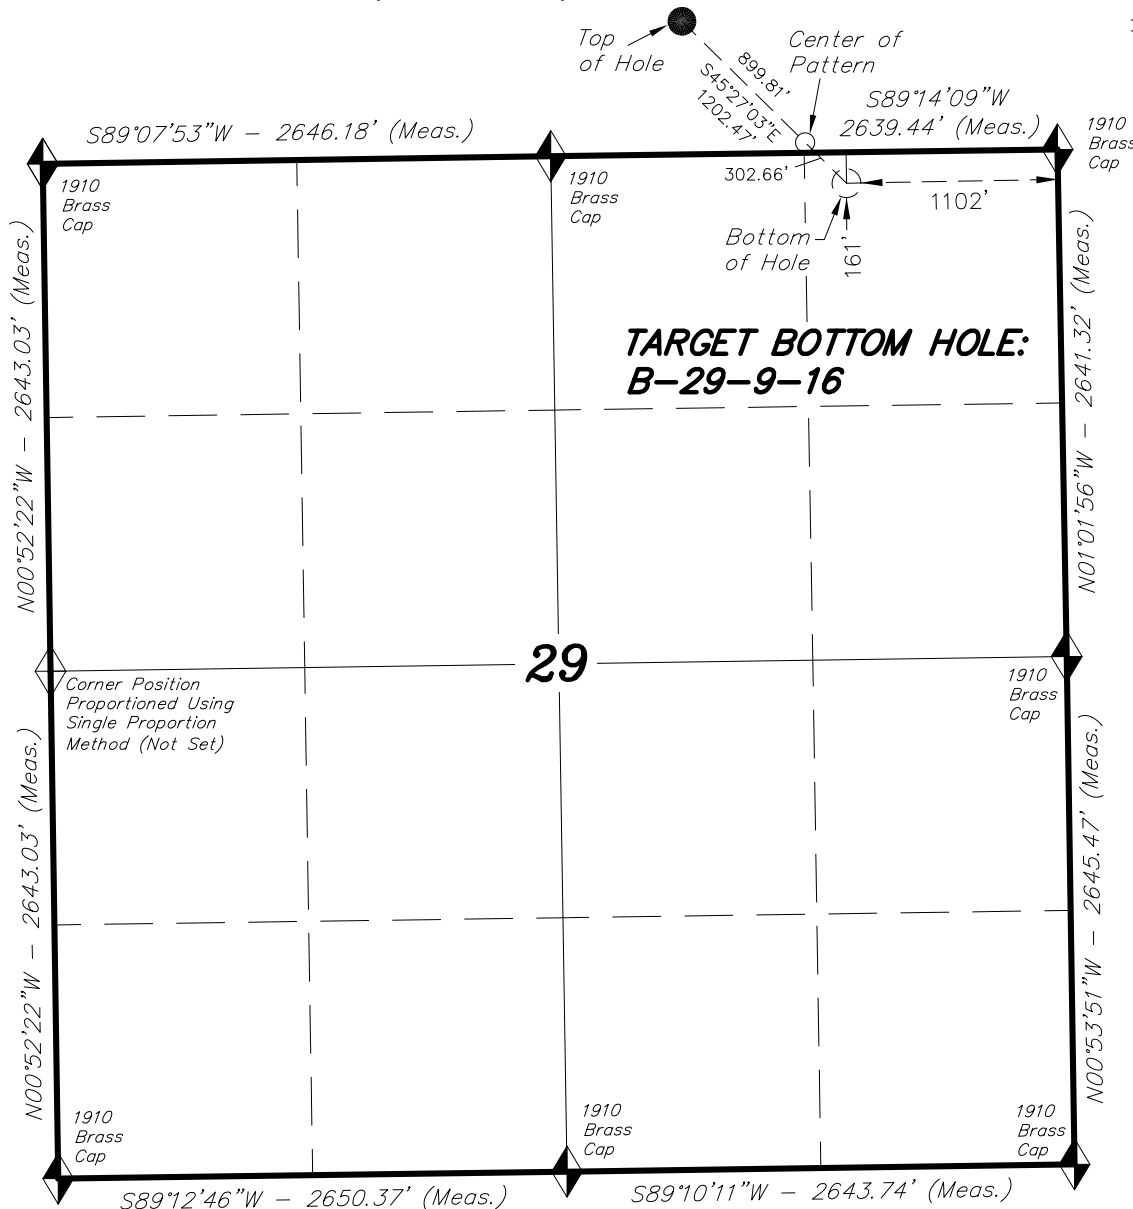 Top
of Hole
Center of
Pattern
899.81'
S45°27'03"E
1202.47'
S89°14'09"W
2639.44' (Meas.)
S89°07'53"W – 2646.18' (Meas.)
1910
Brass
Cap
1910
Brass
Cap
1910
Brass
Cap
302.66'
1102'
Bottom
of Hole
161'
TARGET BOTTOM HOLE:
B–29–9–16
N00°52'22"W – 2643.03' (Meas.)
N01°01'56"W – 2641.32' (Meas.)
29
Corner Position
Proportioned Using
Single Proportion
Method (Not Set)
1910
Brass
Cap
N00°52'22"W – 2643.03' (Meas.)
N00°53'51"W – 2645.47' (Meas.)
1910
Brass
Cap
1910
Brass
Cap
1910
Brass
Cap
S89°12'46"W – 2650.37' (Meas.)
S89°10'11"W – 2643.74' (Meas.)